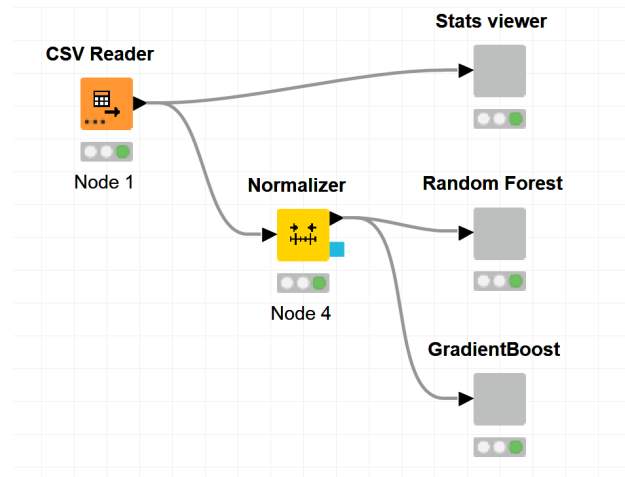 Stats viewer
CSV Reader
Node 1
Normalizer
Random Forest
Node 4
GradientBoost